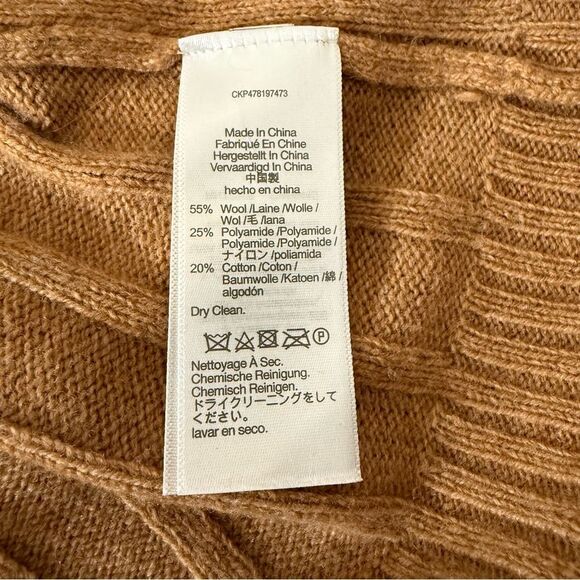 CKP478197473
Made In China
Fabriqué En Chine
Hergestellt In China
Vervaardigd In China
中国製
hecho en china
55% Wool /Laine /Wolle /
Wol /毛 /lana
25% Polyamide /Polyamide /
Polyamide /Polyamide /
ナイロン /poliamida
20% Cotton /Coton /
Baumwolle /Katoen /綿 /
algodón
Dry Clean.
P
Nettoyage À Sec.
Chemische Reinigung.
Chemisch Reinigen.
ドライクリーニングをして
ください。
lavar en seco.